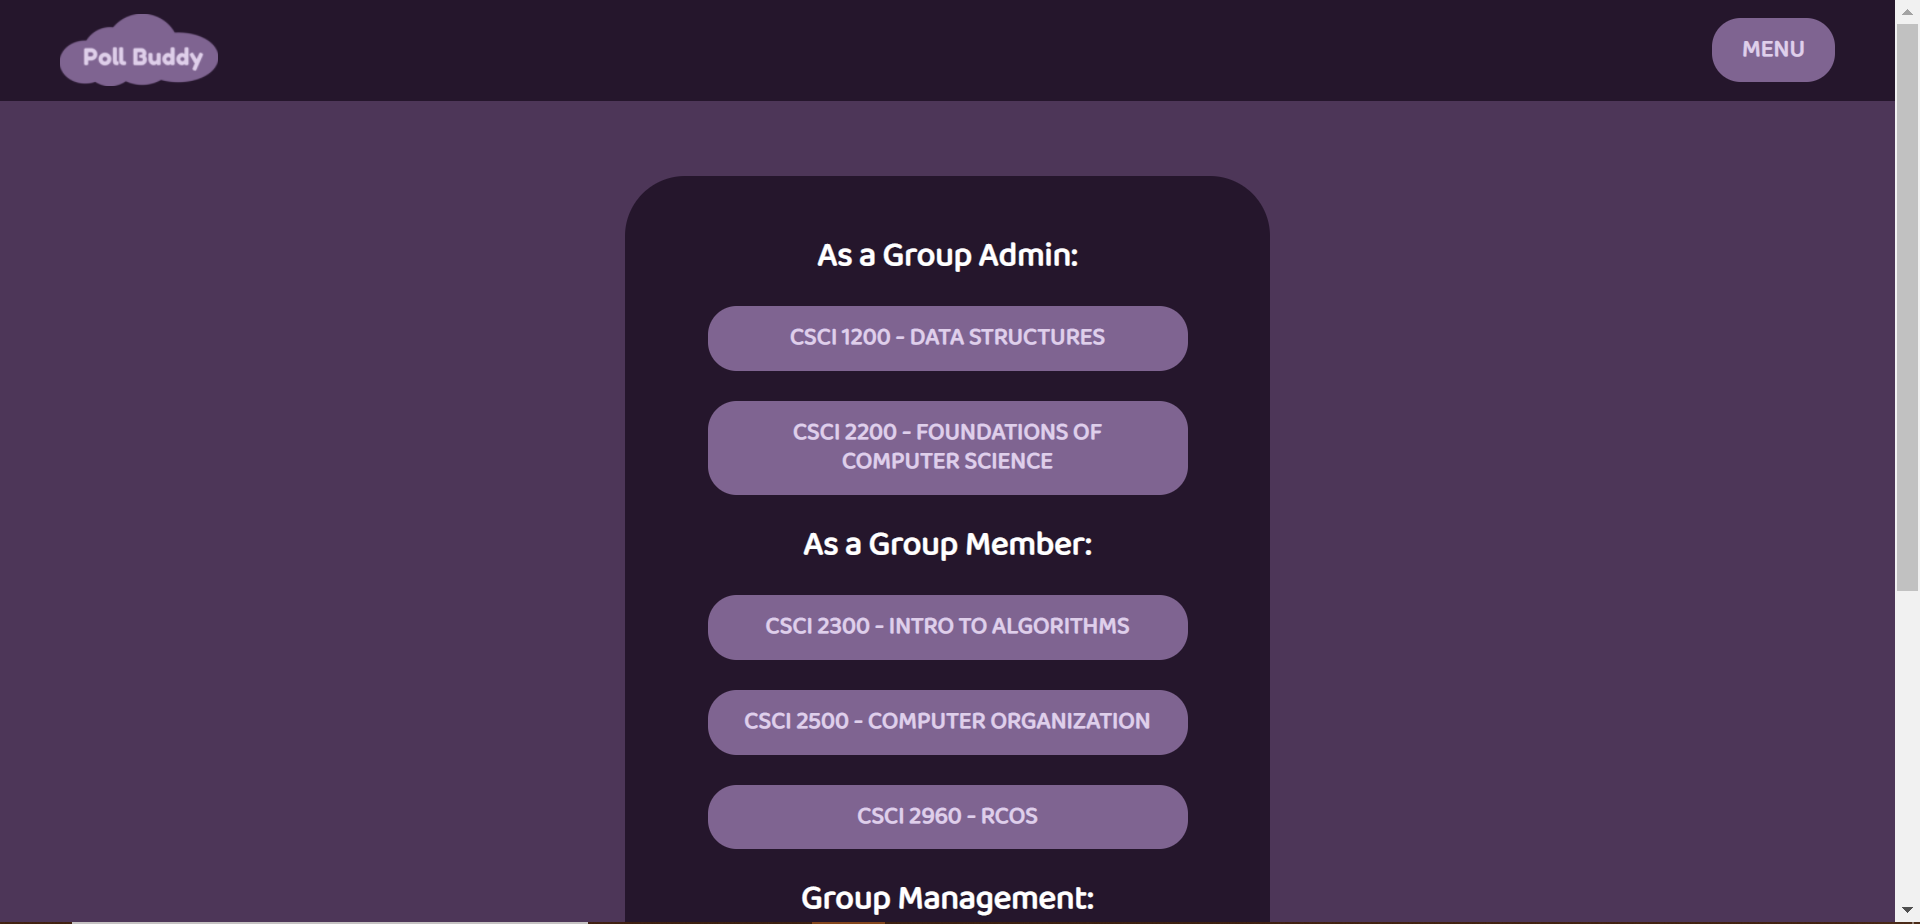 Poll Buddy
MENU
As a Group Admin:
CSCI 1200 - DATA STRUCTURES
CSCI 2200 - FOUNDATIONS OF
COMPUTER SCIENCE
As a Group Member:
CSCI 2300 - INTRO TO ALGORITHMS
CSCI 2500 - COMPUTER ORGANIZATION
CSCI 2960 - RCOS
Group Management: